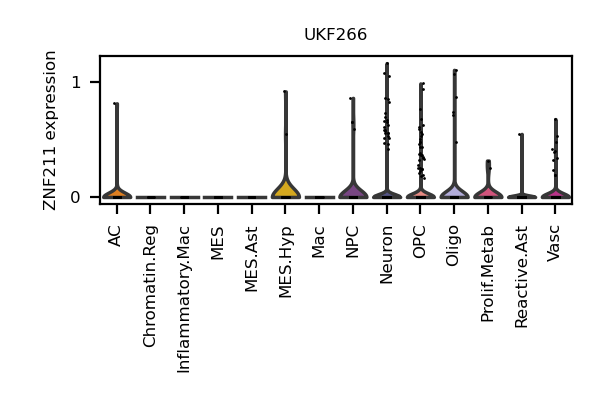 UKF266
ZNF211 expression
1
0
AC
Chromatin.Reg
Inflammatory.Mac
MES
MES.Ast
MES.Hyp
Mac
NPC
Neuron
OPC
Oligo
Prolif.Metab
Reactive.Ast
Vasc